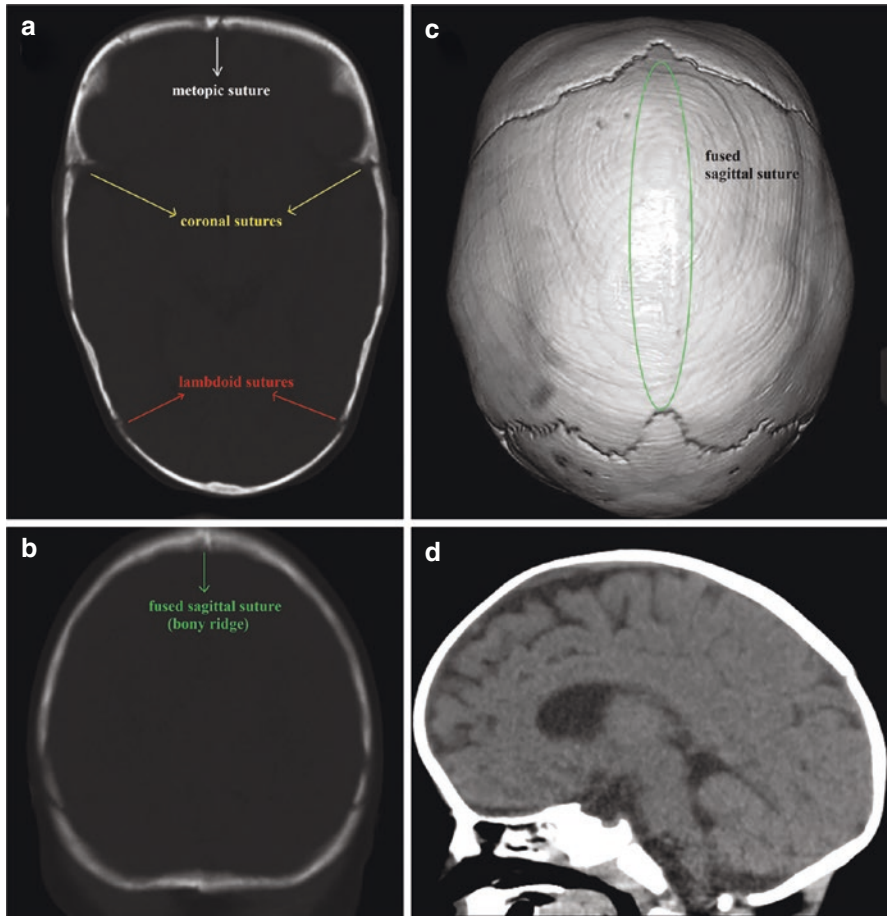 a
metopic suture
coronal sutures
lambdoid sutures
b
fused sagittal suture
(bony ridge)
c
fused
sagittal suture
d